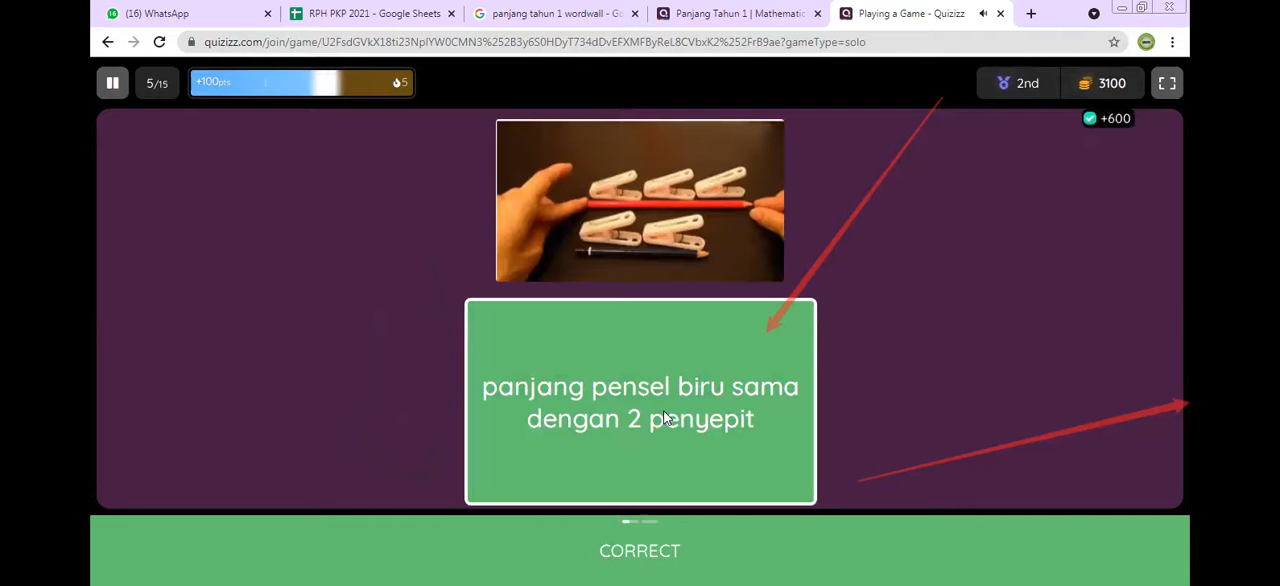 (16) WhatsApp
RPH PKP 2021 - Google Sheets
panjang tahun 1 wordwall - Go
Panjang Tahun 1 | Mathematic
Playing a Game - Quizizz
quizizz.com/join/game/U2FsdGVkX18ti23NpIYW0CMN3%252B3y6S0HDyT734dDvEFXMFByReL8CVbxK2%252FrB9ae?gameType=solo
5/15
+100pts
5
2nd
3100
+600
panjang pensel biru sama
dengan 2 penyepit
CORRECT